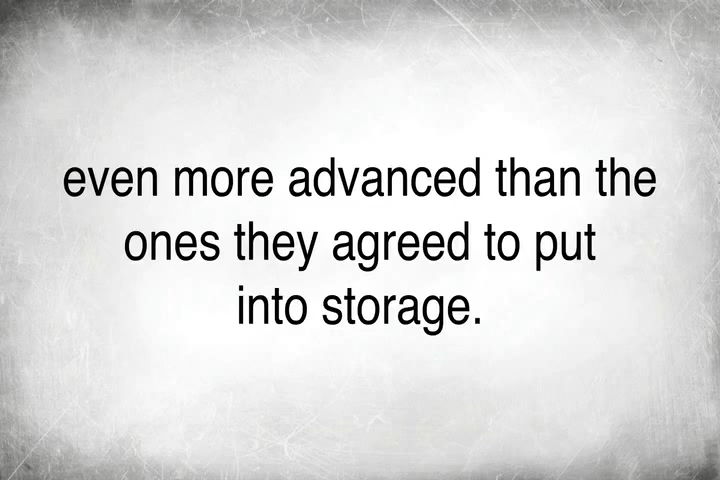 even more advanced than the
ones they agreed to put
into storage.